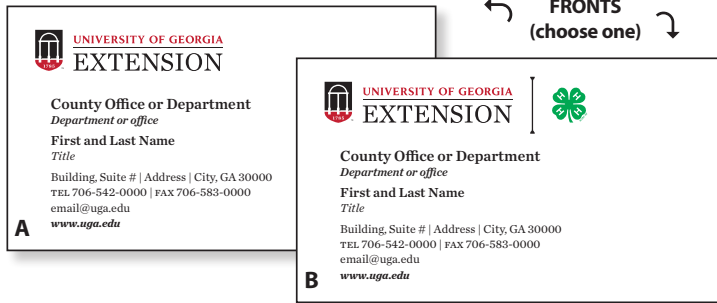 FRONTS
(choose one)
1785
UNIVERSITY OF GEORGIA
EXTENSION
County Office or Department
Department or office
First and Last Name
Title
Building, Suite # | Address | City, GA 30000
TEL 706-542-0000 | FAX 706-583-0000
email@uga.edu
www.uga.edu
A
1785
UNIVERSITY OF GEORGIA
EXTENSION
H H
H H
County Office or Department
Department or office
First and Last Name
Title
Building, Suite # | Address | City, GA 30000
TEL 706-542-0000 | FAX 706-583-0000
email@uga.edu
www.uga.edu
B